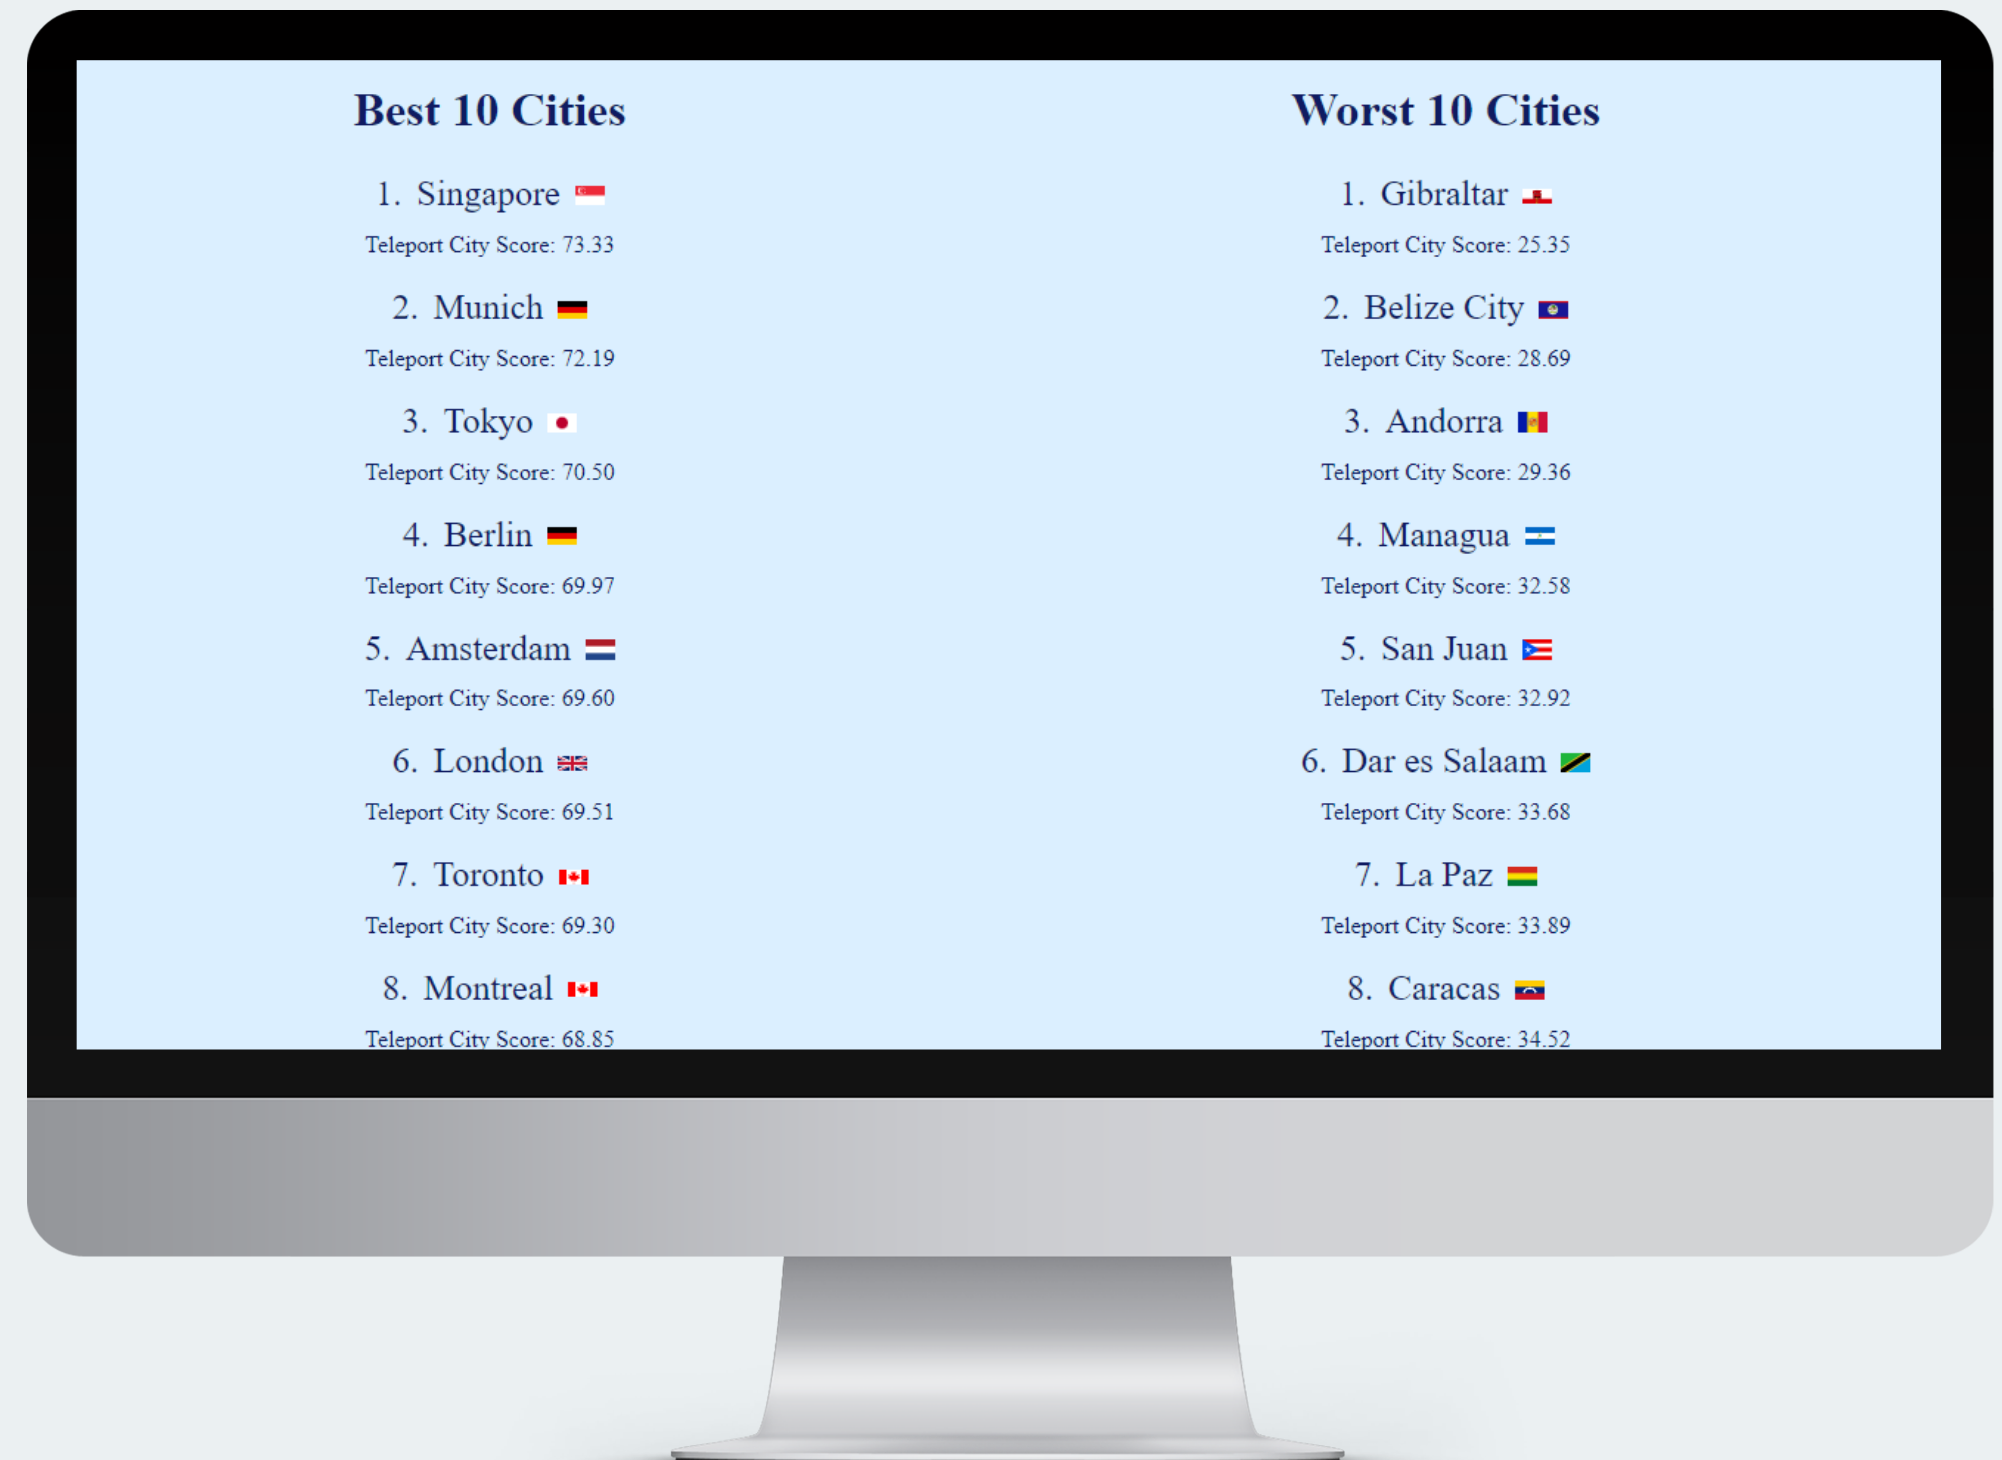 Best 10 Cities
1. Singapore
Teleport City Score: 73.33
2. Munich
Teleport City Score: 72.19
3. Tokyo
Teleport City Score: 70.50
4. Berlin
Teleport City Score: 69.97
5. Amsterdam
Teleport City Score: 69.60
6. London
Teleport City Score: 69.51
7. Toronto
Teleport City Score: 69.30
8. Montreal
Teleport City Score: 68.85
Worst 10 Cities
1. Gibraltar
Teleport City Score: 25.35
2. Belize City
Teleport City Score: 28.69
3. Andorra
Teleport City Score: 29.36
4. Managua
Teleport City Score: 32.58
5. San Juan
Teleport City Score: 32.92
6. Dar es Salaam
Teleport City Score: 33.68
7. La Paz
Teleport City Score: 33.89
8. Caracas
Teleport City Score: 34.52